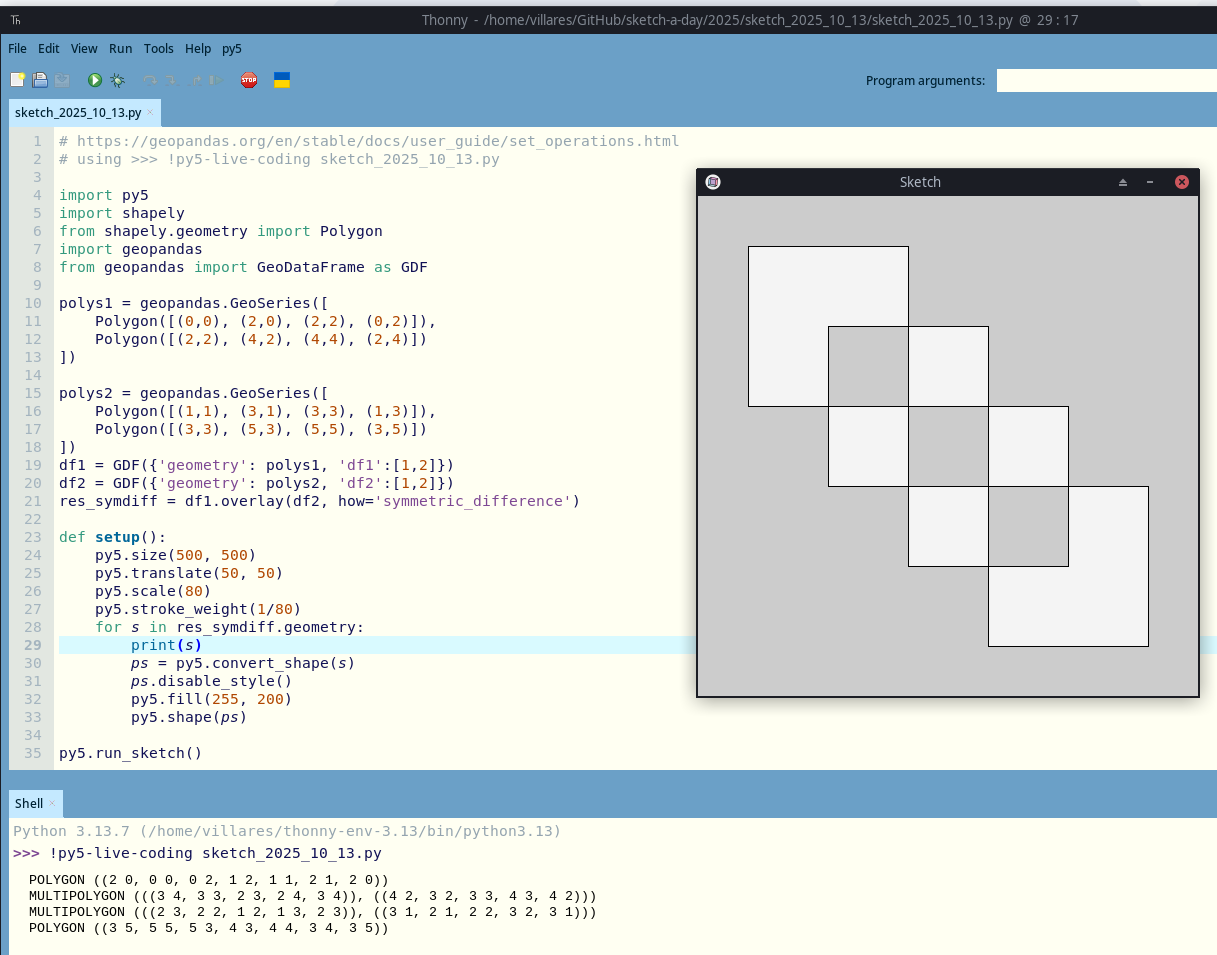 Th
Thonny - /home/villares/GitHub/sketch-a-day/2025/sketch_2025_10_13/sketch_2025_10_13.py @ 29 : 17
File Edit View Run Tools Help py5
STOP
Program arguments:
sketch_2025_10_13.py ×
1 # https://geopandas.org/en/stable/docs/user_guide/set_operations.html
2 # using >>> !py5-live-coding sketch_2025_10_13.py
3
4 import py5
5 import shapely
6 from shapely.geometry import Polygon
7 import geopandas
8 from geopandas import GeoDataFrame as GDF
9
10 polys1 = geopandas.GeoSeries([
11     Polygon([(0,0), (2,0), (2,2), (0,2)]),
12     Polygon([(2,2), (4,2), (4,4), (2,4)])
13 ])
14
15 polys2 = geopandas.GeoSeries([
16     Polygon([(1,1), (3,1), (3,3), (1,3)]),
17     Polygon([(3,3), (5,3), (5,5), (3,5)])
18 ])
19 df1 = GDF({'geometry': polys1, 'df1':[1,2]})
20 df2 = GDF({'geometry': polys2, 'df2':[1,2]})
21 res_symdiff = df1.overlay(df2, how='symmetric_difference')
22
23 def setup():
24     py5.size(500, 500)
25     py5.translate(50, 50)
26     py5.scale(80)
27     py5.stroke_weight(1/80)
28     for s in res_symdiff.geometry:
29         print(s)
30         ps = py5.convert_shape(s)
31         ps.disable_style()
32         py5.fill(255, 200)
33         py5.shape(ps)
34
35 py5.run_sketch()
Sketch
Shell ×
Python 3.13.7 (/home/villares/thonny-env-3.13/bin/python3.13)
>>> !py5-live-coding sketch_2025_10_13.py
POLYGON ((2 0, 0 0, 0 2, 1 2, 1 1, 2 1, 2 0))
MULTIPOLYGON (((3 4, 3 3, 2 3, 2 4, 3 4)), ((4 2, 3 2, 3 3, 4 3, 4 2)))
MULTIPOLYGON (((2 3, 2 2, 1 2, 1 3, 2 3)), ((3 1, 2 1, 2 2, 3 2, 3 1)))
POLYGON ((3 5, 5 5, 5 3, 4 3, 4 4, 3 4, 3 5))